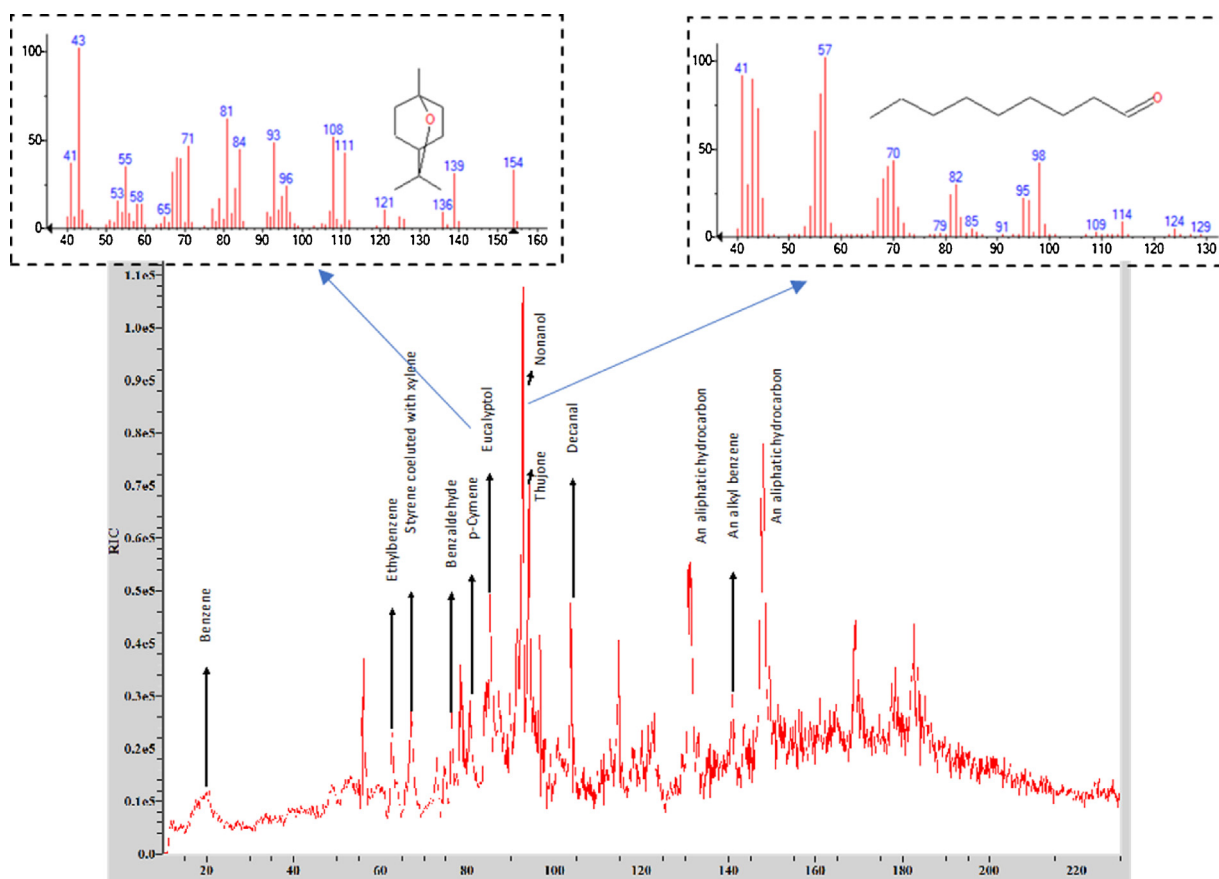 43
100
81
71
93
108
50
84
111
41
55
154
139
96
53
58
65
121
136
0
40 50 60 70 80 90 100 110 120 130 140 150 160
O
57
100
41
O
70
98
50
82
95
79
85
91
109
114
124
129
0
40 50 60 70 80 90 100 110 120 130
1.1e5
1.0e5
0.9e5
0.8e5
0.7e5
0.6e5
0.5e5
0.4e5
0.3e5
0.2e5
0.1e5
0.0
RIC
Benzene
Ethylbenzene
Styrene coeluted with xylene
Benzaldehyde
p-Cymene
Eucalyptol
Nonanol
Thujone
Decanal
An aliphatic hydrocarbon
An alkyl benzene
An aliphatic hydrocarbon
20 40 60 80 100 120 140 160 180 200 220